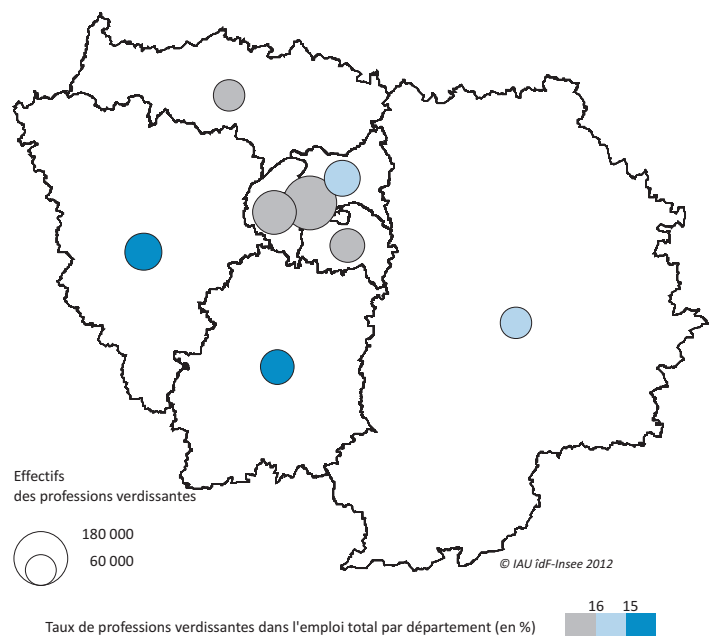 Effectifs
des professions verdissantes
180 000
60 000
© IAU îdF-Insee 2012
16 15
Taux de professions verdissantes dans l'emploi total par département (en %)